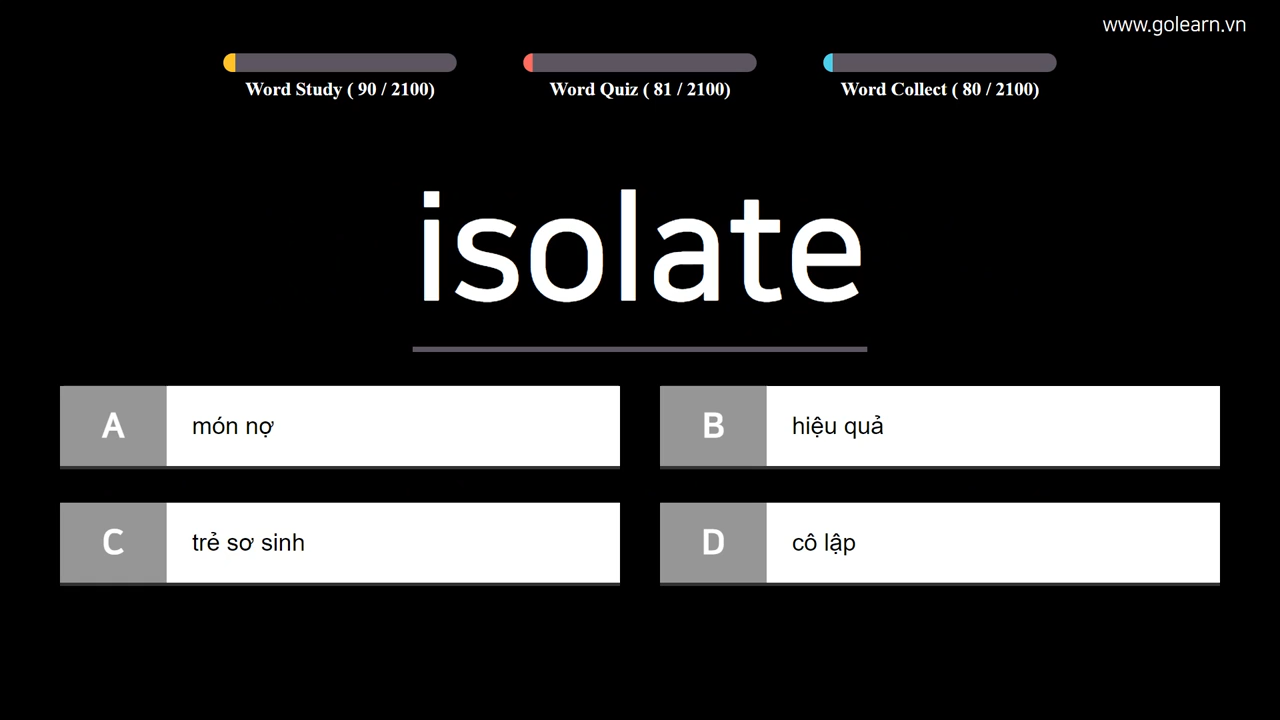 www.golearn.vn
Word Study ( 90 / 2100)
Word Quiz ( 81 / 2100)
Word Collect ( 80 / 2100)
isolate
A món nợ
B hiệu quả
C trẻ sơ sinh
D cô lập